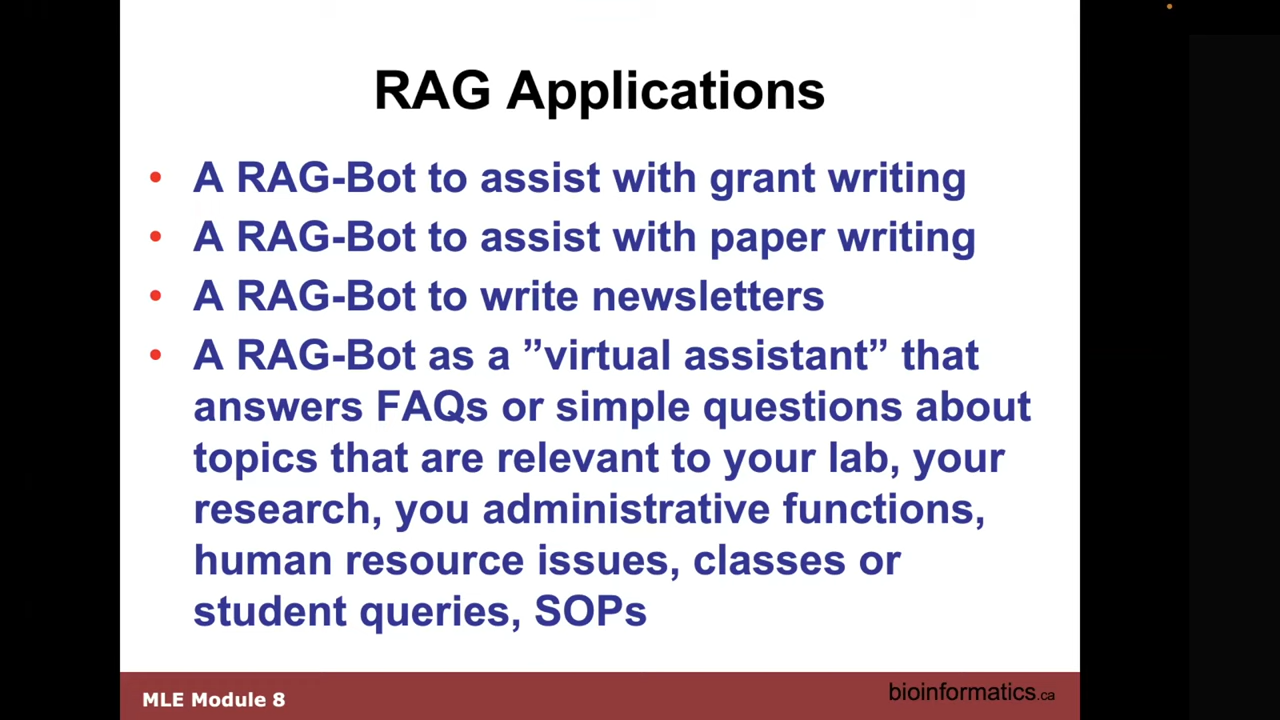 RAG Applications
• A RAG-Bot to assist with grant writing
• A RAG-Bot to assist with paper writing
• A RAG-Bot to write newsletters
• A RAG-Bot as a ”virtual assistant” that
answers FAQs or simple questions about
topics that are relevant to your lab, your
research, you administrative functions,
human resource issues, classes or
student queries, SOPs
MLE Module 8
bioinformatics.ca